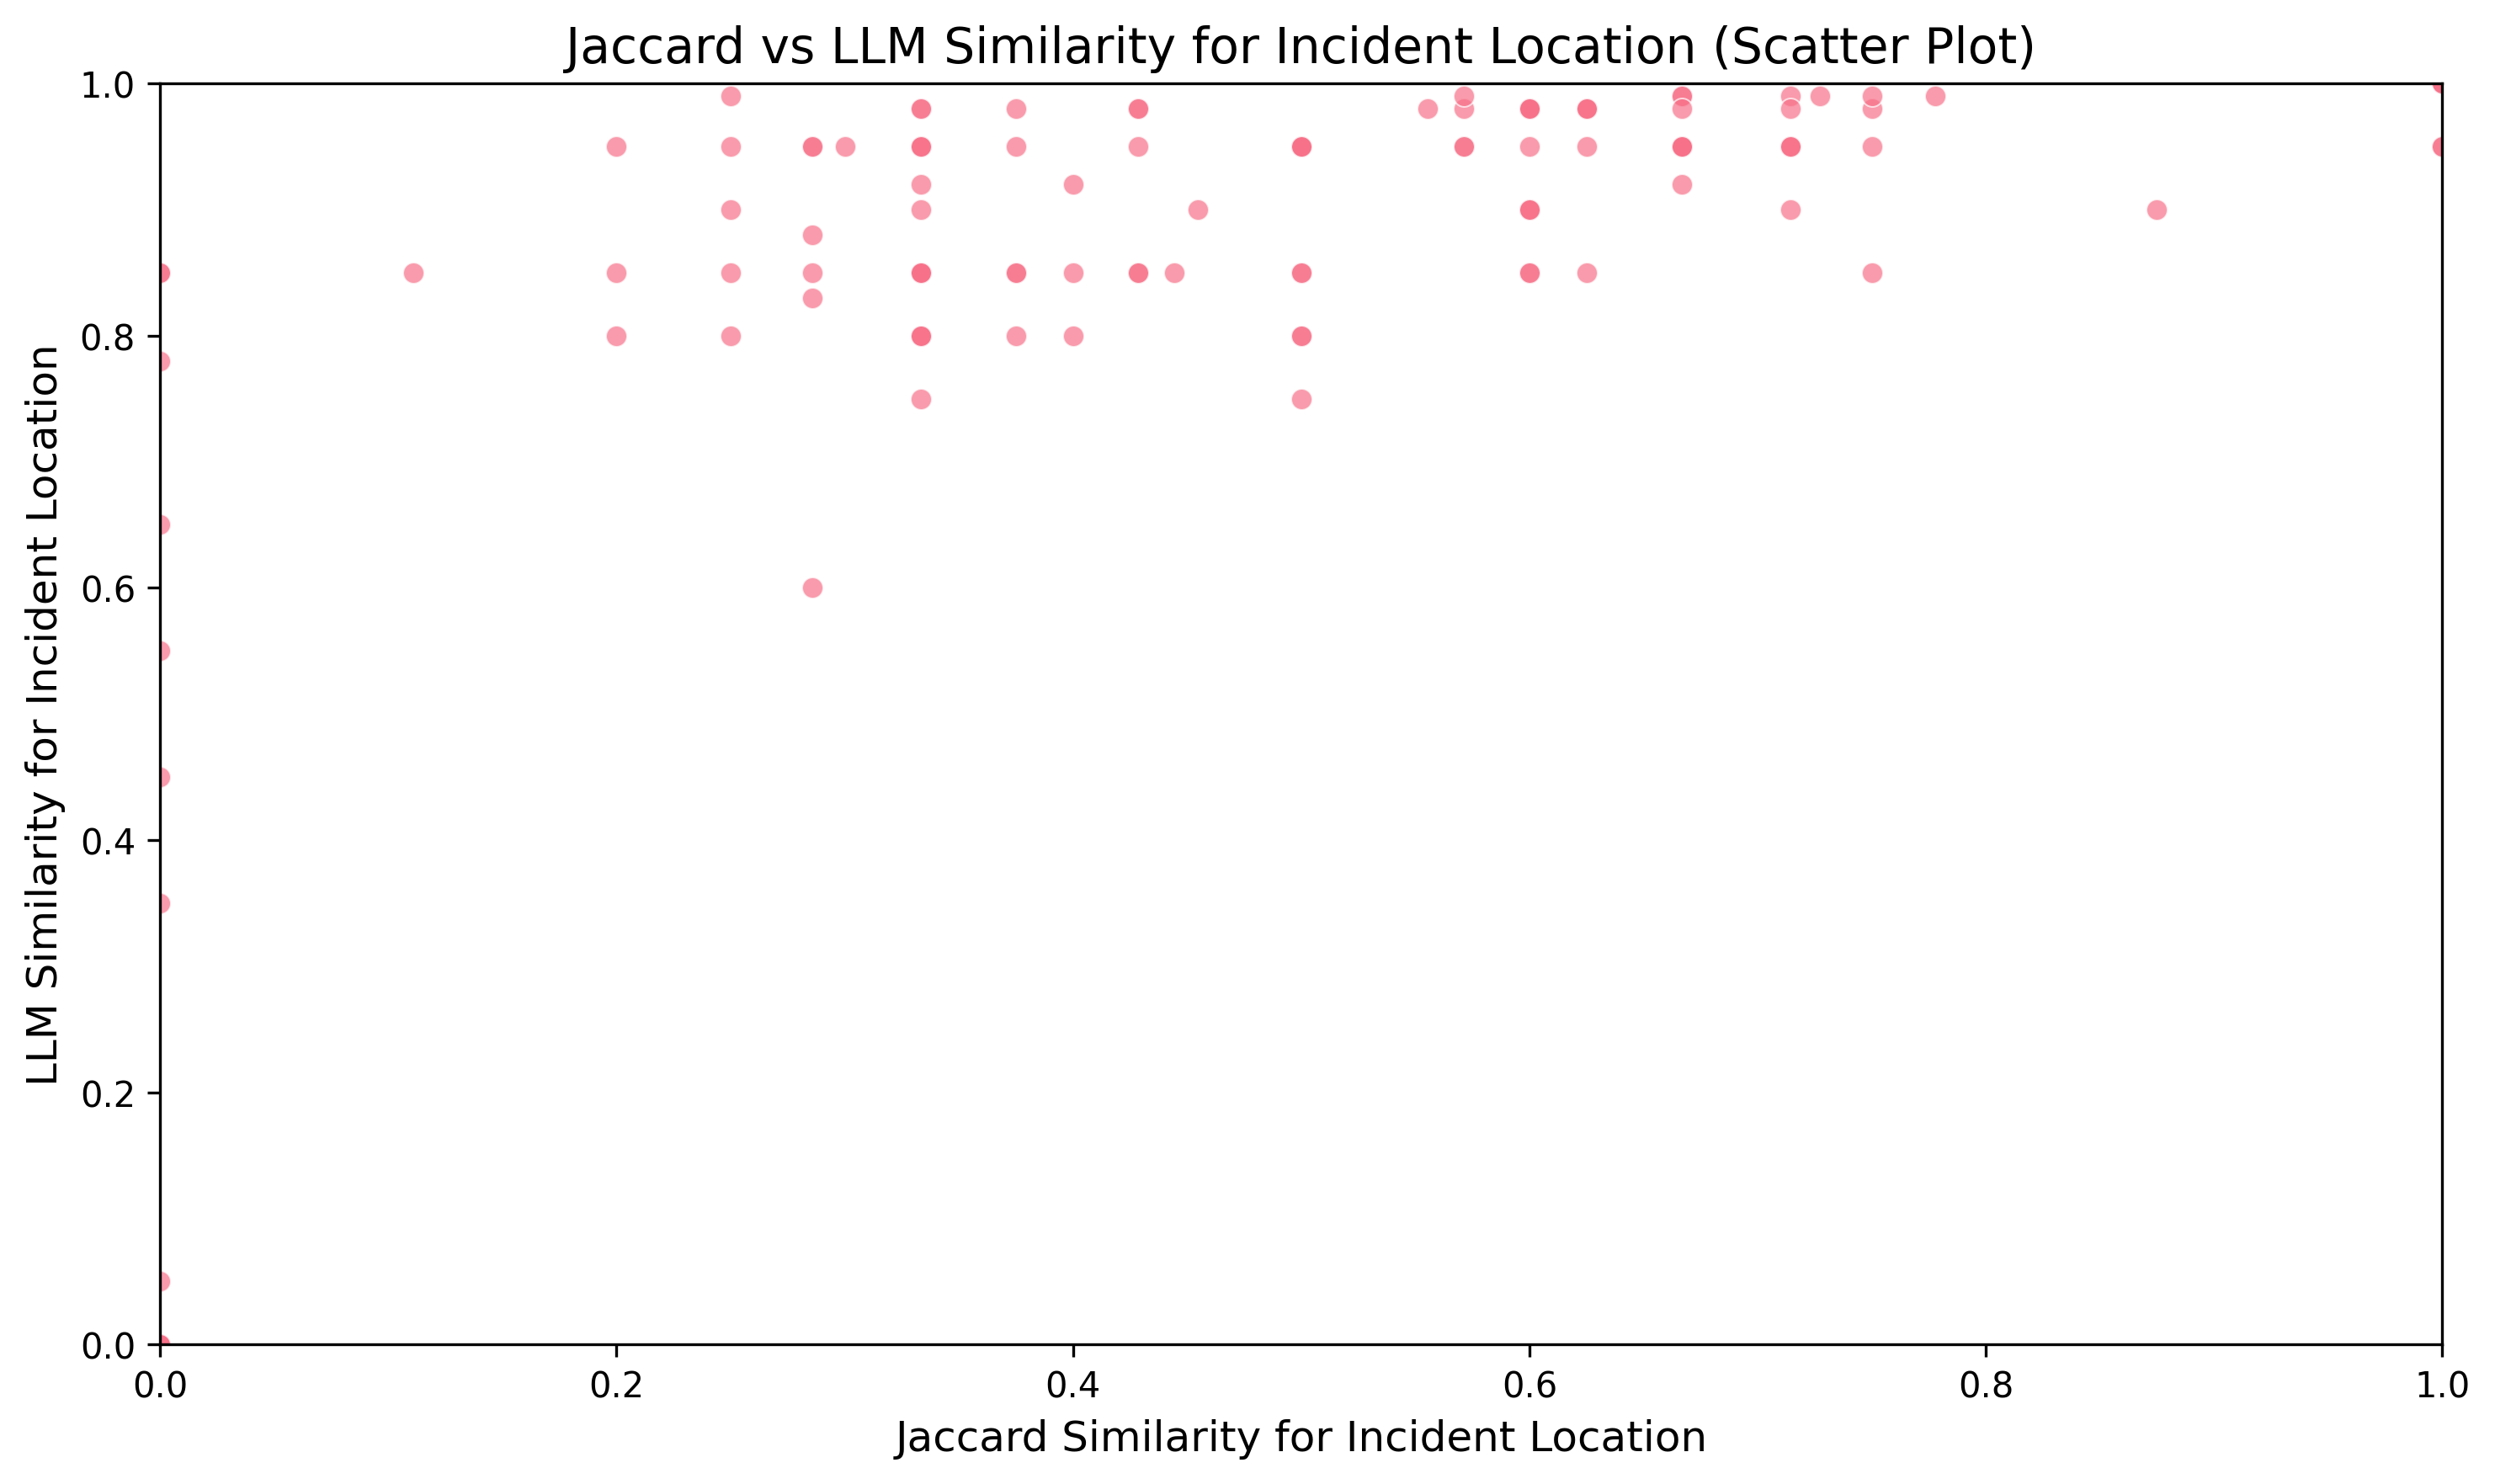 Jaccard vs LLM Similarity for Incident Location (Scatter Plot)
LLM Similarity for Incident Location
1.0
0.8
0.6
0.4
0.2
0.0
0.0 0.2 0.4 0.6 0.8 1.0
Jaccard Similarity for Incident Location